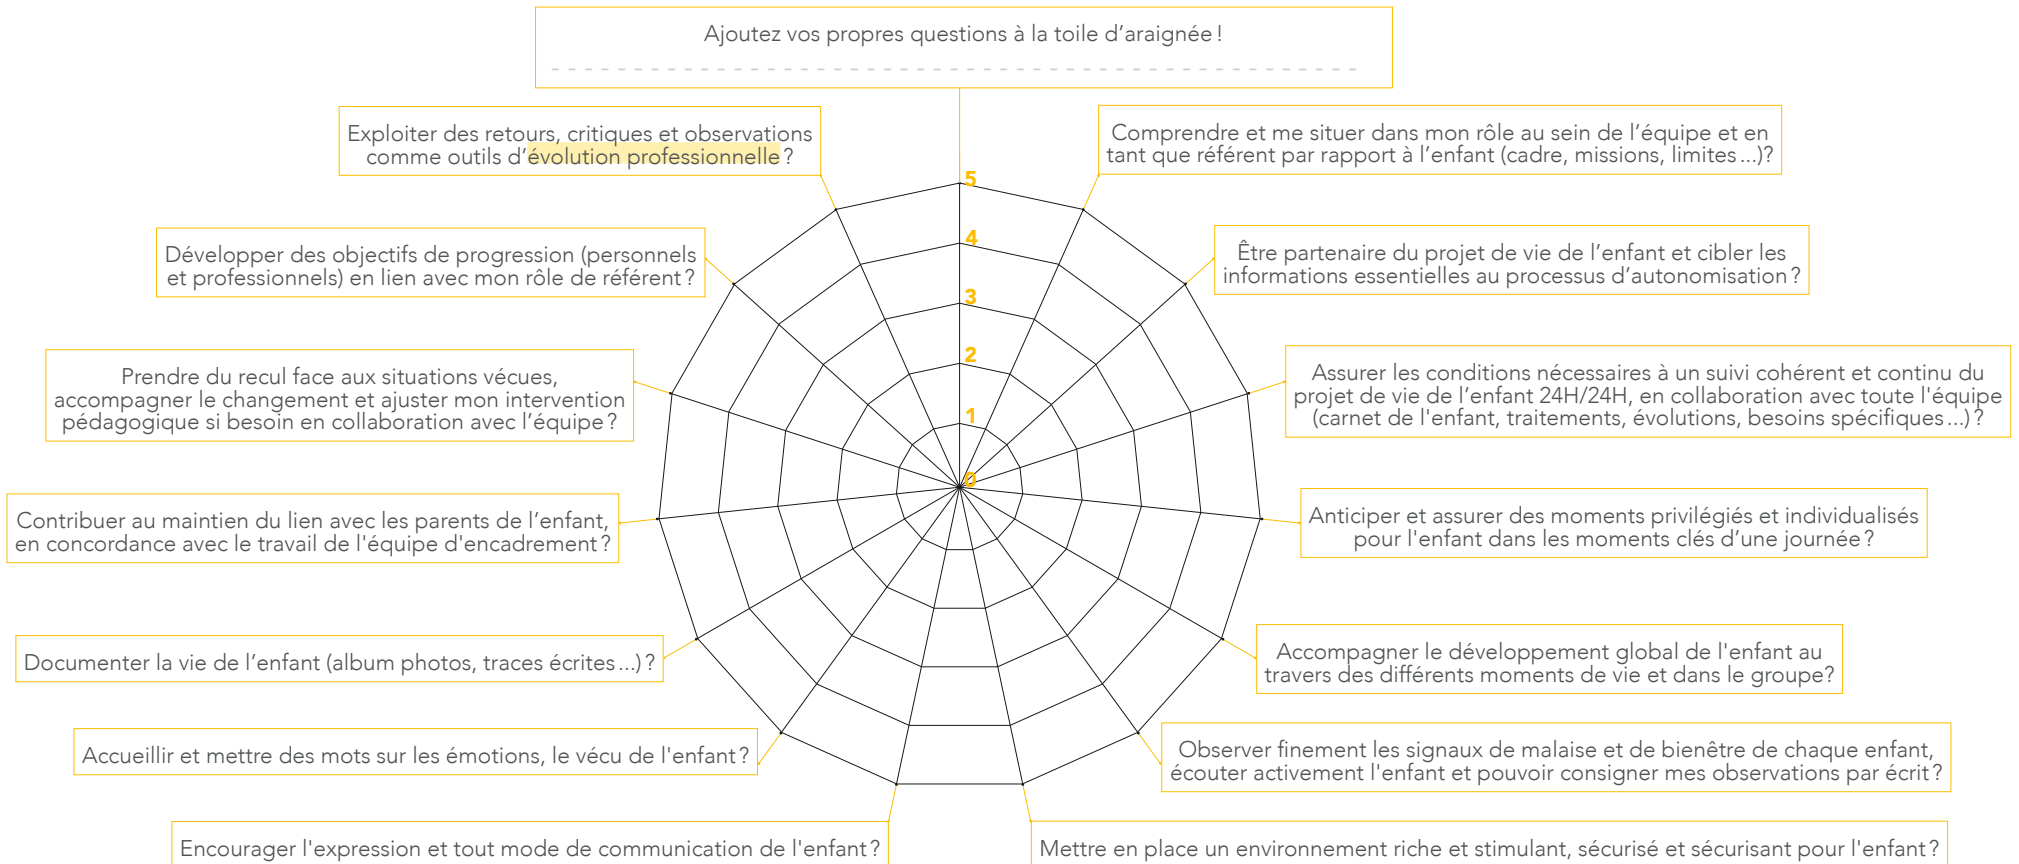 Ajoutez vos propres questions à la toile d’araignée !
Exploiter des retours, critiques et observations
comme outils d’évolution professionnelle ?
Comprendre et me situer dans mon rôle au sein de l’équipe et en
tant que référent par rapport à l’enfant (cadre, missions, limites ...)?
Développer des objectifs de progression (personnels
et professionnels) en lien avec mon rôle de référent ?
Être partenaire du projet de vie de l’enfant et cibler les
informations essentielles au processus d’autonomisation ?
Prendre du recul face aux situations vécues,
accompagner le changement et ajuster mon intervention
pédagogique si besoin en collaboration avec l’équipe ?
Assurer les conditions nécessaires à un suivi cohérent et continu du
projet de vie de l’enfant 24H/24H, en collaboration avec toute l'équipe
(carnet de l'enfant, traitements, évolutions, besoins spécifiques ...) ?
Contribuer au maintien du lien avec les parents de l’enfant,
en concordance avec le travail de l'équipe d'encadrement ?
Anticiper et assurer des moments privilégiés et individualisés
pour l'enfant dans les moments clés d’une journée ?
Documenter la vie de l’enfant (album photos, traces écrites ...) ?
Accompagner le développement global de l'enfant au
travers des différents moments de vie et dans le groupe?
Accueillir et mettre des mots sur les émotions, le vécu de l'enfant ?
Observer finement les signaux de malaise et de bienêtre de chaque enfant,
écouter activement l'enfant et pouvoir consigner mes observations par écrit ?
Encourager l'expression et tout mode de communication de l'enfant ?
Mettre en place un environnement riche et stimulant, sécurisé et sécurisant pour l'enfant ?
5
4
3
2
1
0